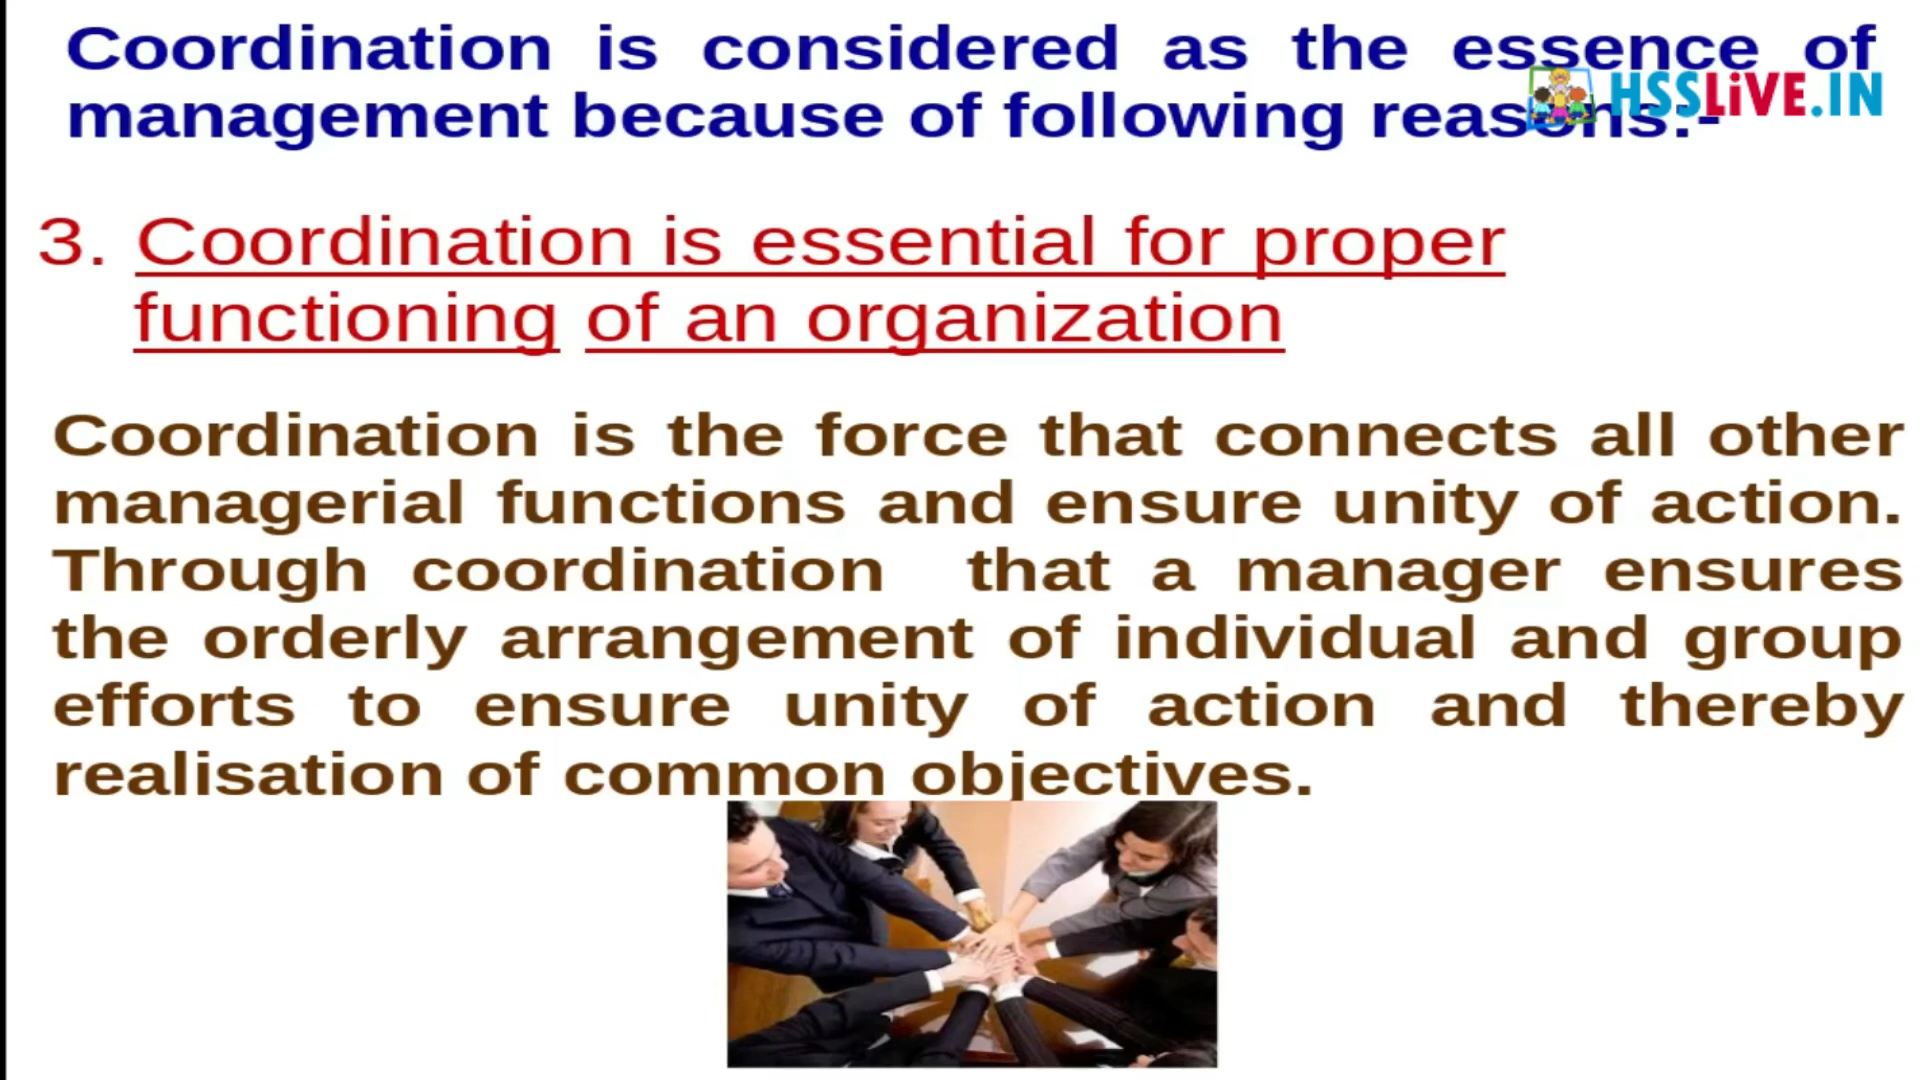 Coordination is considered as the essence of
management because of following reasons:-
HSSLiVE.IN
3. Coordination is essential for proper
functioning of an organization
Coordination is the force that connects all other
managerial functions and ensure unity of action.
Through coordination that a manager ensures
the orderly arrangement of individual and group
efforts to ensure unity of action and thereby
realisation of common objectives.